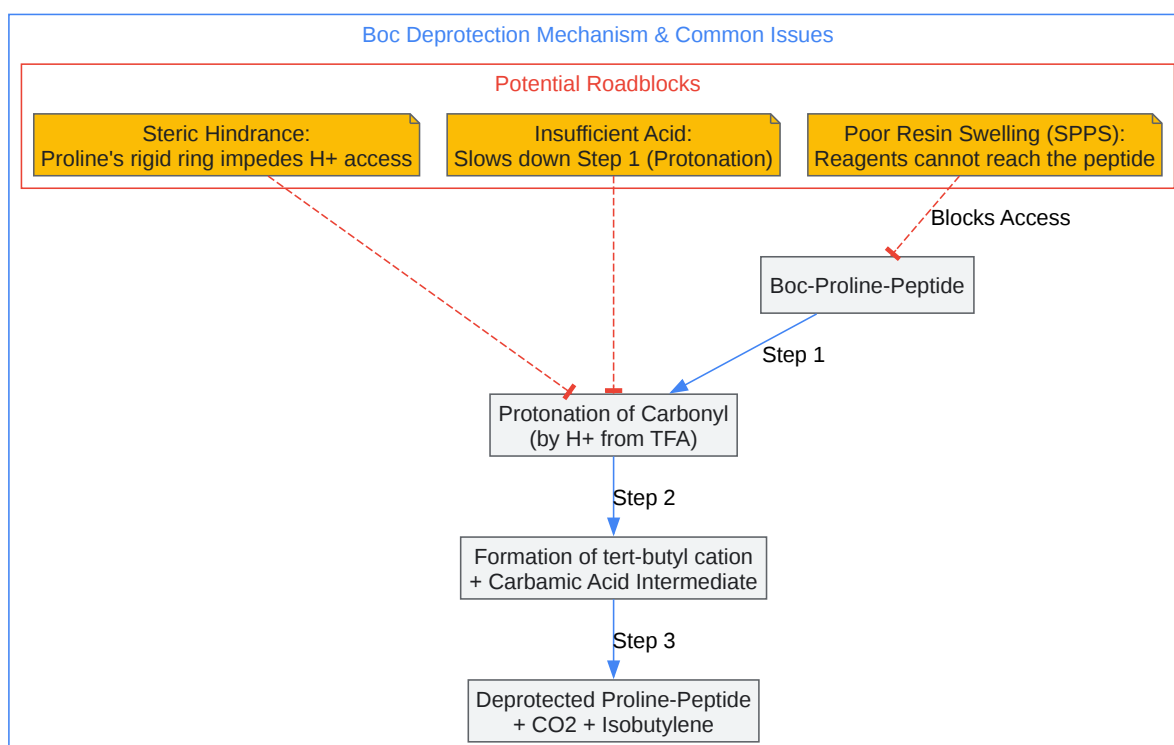 Boc Deprotection Mechanism & Common Issues
Potential Roadblocks
Steric Hindrance:
Proline's rigid ring impedes H+ access
Insufficient Acid:
Slows down Step 1 (Protonation)
Poor Resin Swelling (SPPS):
Reagents cannot reach the peptide
Blocks Access
Boc-Proline-Peptide
Step 1
Protonation of Carbonyl
(by H+ from TFA)
Step 2
Formation of tert-butyl cation
+ Carbamic Acid Intermediate
Step 3
Deprotected Proline-Peptide
+ CO2 + Isobutylene